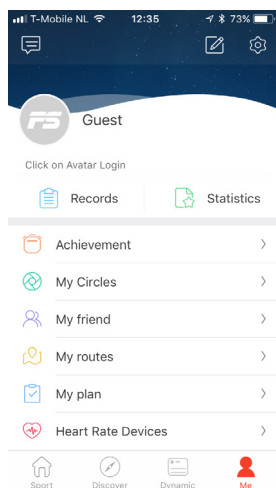 T-Mobile NL 12:35 73%
FS
Guest
Click on Avatar Login
Records Statistics
Achievement
My Circles
My friend
My routes
My plan
Heart Rate Devices
Sport Discover Dynamic Me